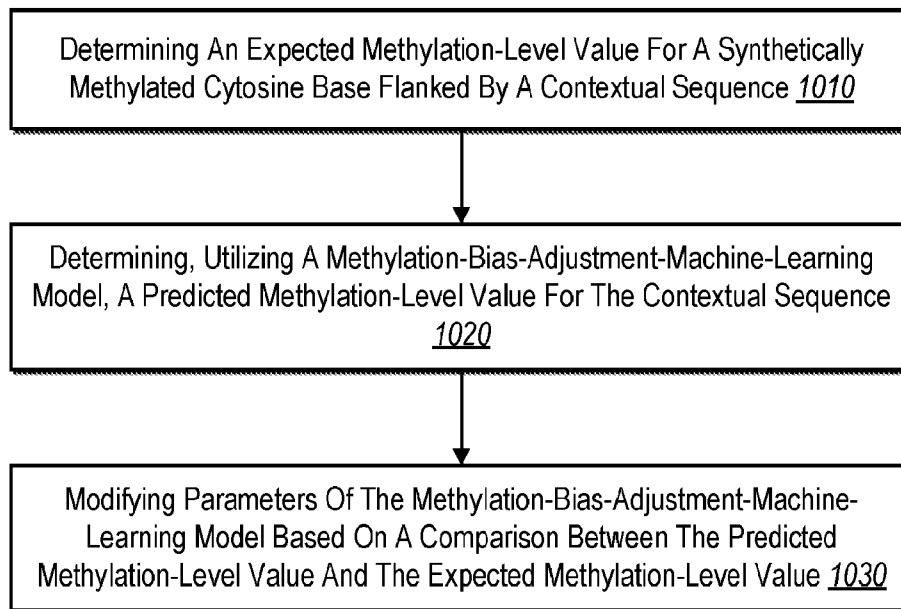 Determining An Expected Methylation-Level Value For A Synthetically
Methylated Cytosine Base Flanked By A Contextual Sequence 1010
Determining, Utilizing A Methylation-Bias-Adjustment-Machine-Learning
Model, A Predicted Methylation-Level Value For The Contextual Sequence
1020
Modifying Parameters Of The Methylation-Bias-Adjustment-Machine-
Learning Model Based On A Comparison Between The Predicted
Methylation-Level Value And The Expected Methylation-Level Value 1030